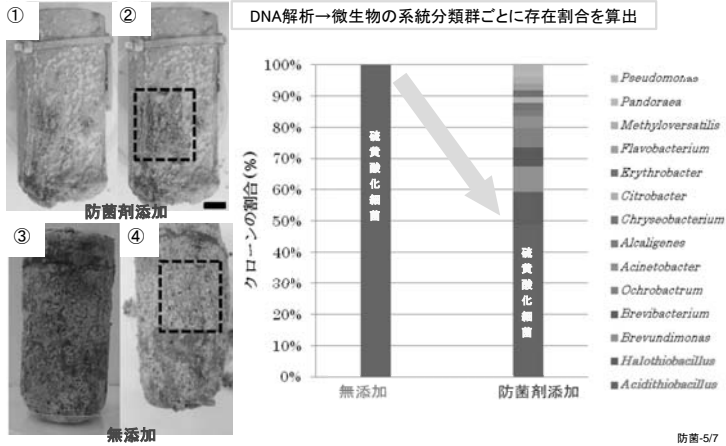 DNA解析→微生物の系統分類群ごとに存在割合を算出
①
②
防菌剤添加
③
④
無添加
クローンの割合(%)
100%
90%
80%
70%
60%
50%
40%
30%
20%
10%
0%
硫黄酸化細菌
硫黄酸化細菌
無添加
防菌剤添加
Pseudomonas
Pandoraea
Methyloversatilis
Flavobacterium
Erythrobacter
Citrobacter
Chryseobacterium
Alcaligenes
Acinetobacter
Ochrobactrum
Brevibacterium
Brevundimonas
Halothiobacillus
Acidithiobacillus
防菌-5/7